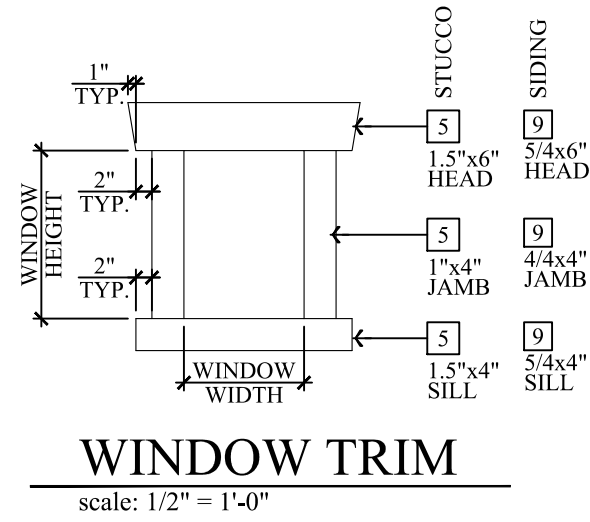 STUCCO
SIDING
1"
TYP.
5
1.5"x6"
HEAD
9
5/4x6"
HEAD
WINDOW
HEIGHT
2"
TYP.
5
1"x4"
JAMB
9
4/4x4"
JAMB
2"
TYP.
5
1.5"x4"
SILL
9
5/4x4"
SILL
WINDOW
WIDTH
WINDOW TRIM
scale: 1/2" = 1'-0"